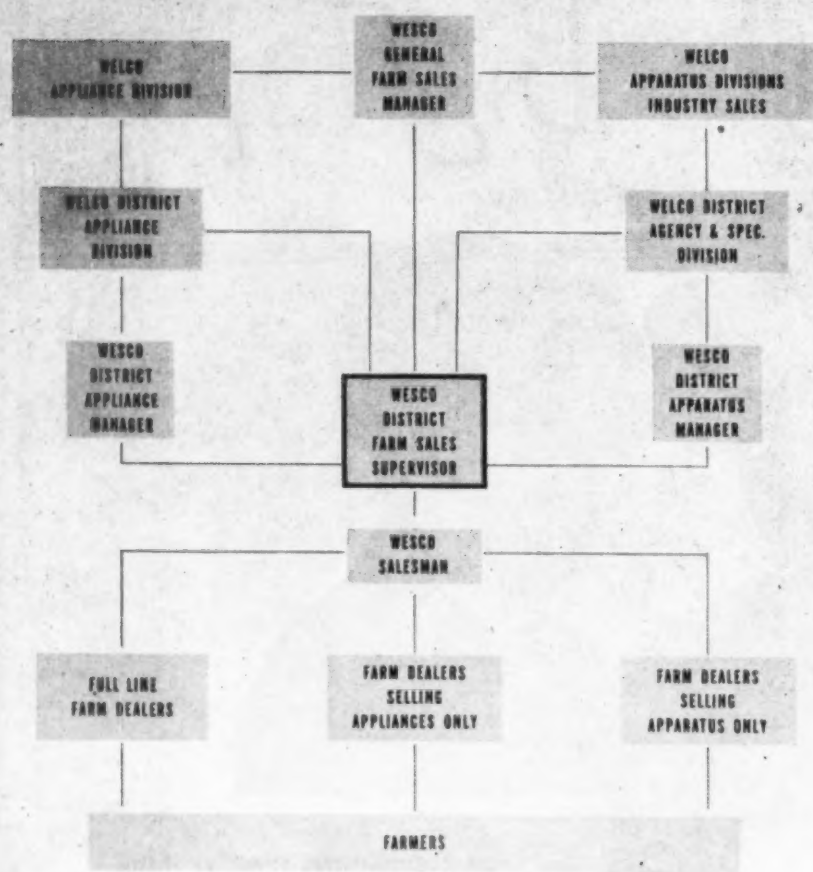 WELCO
APPLIANCE DIVISION
WESCO
GENERAL
FARM SALES
MANAGER
WELCO
APPARATUS DIVISIONS
INDUSTRY SALES
WELCO DISTRICT
APPLIANCE
DIVISION
WELCO DISTRICT
AGENCY & SPEC.
DIVISION
WESCO
DISTRICT
APPLIANCE
MANAGER
WESCO
DISTRICT
FARM SALES
SUPERVISOR
WESCO
DISTRICT
APPARATUS
MANAGER
WESCO
SALESMAN
FULL LINE
FARM DEALERS
FARM DEALERS
SELLING
APPLIANCES ONLY
FARM DEALERS
SELLING
APPARATUS ONLY
FARMERS